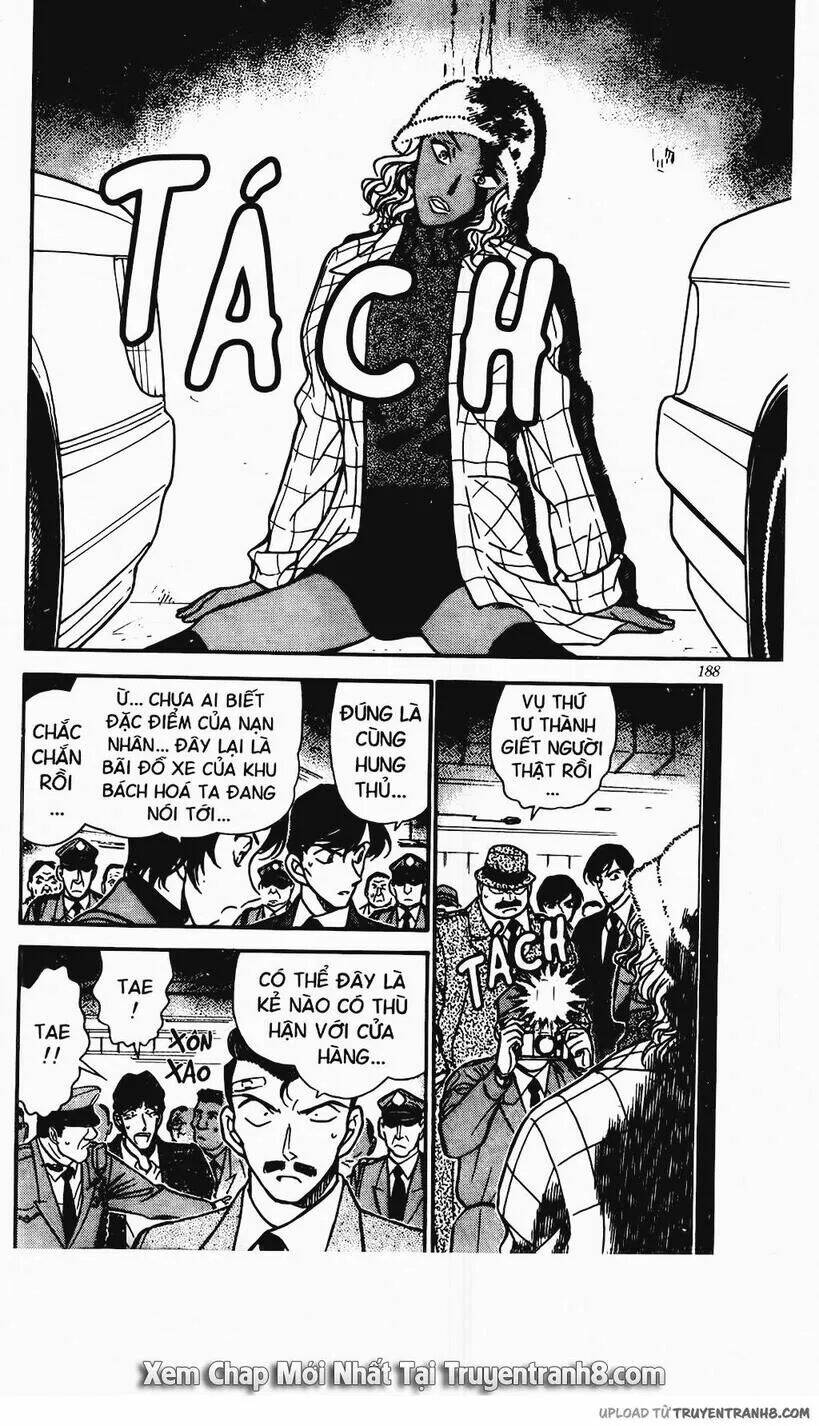 TÁCH
188
VỤ THỨ
TƯ THÀNH
GIẾT NGƯỜI
THẬT RỒI
...
TÁCH
ĐÚNG LÀ
CÙNG
HUNG
THỦ...
Ừ... CHƯA AI BIẾT
ĐẶC ĐIỂM CỦA NẠN
NHÂN... ĐÂY LẠI LÀ
BÃI ĐỖ XE CỦA KHU
BÁCH HOÁ TA ĐANG
NÓI TỚI...
CHẮC
CHẮN
RỒI
...
CÓ THỂ ĐÂY LÀ
KẺ NÀO CÓ THÙ
HẬN VỚI CỬA
HÀNG...
XÔN
XAO
TAE
!
TAE
!!
Xem Chap Mới Nhất Tại Truyentranh8.com
UPLOAD TỪ TRUYENTRANH8.COM